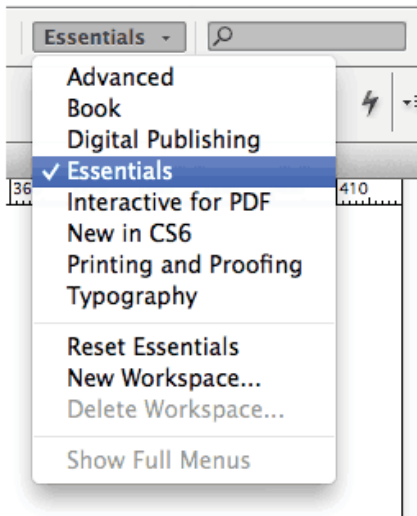 Essentials
Advanced
Book
Digital Publishing
Essentials
36
410
Interactive for PDF
New in CS6
Printing and Proofing
Typography
Reset Essentials
New Workspace...
Delete Workspace...
Show Full Menus